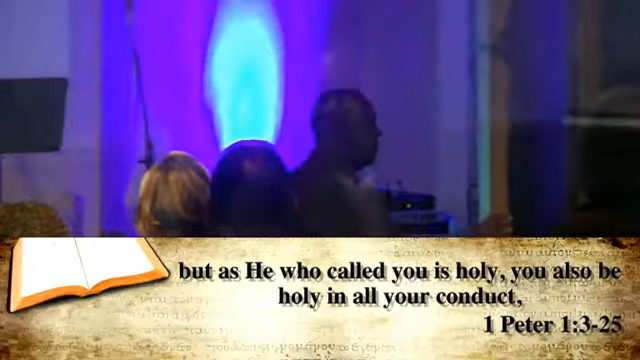 but as He who called you is holy, you also be
holy in all your conduct,
1 Peter 1:3-25